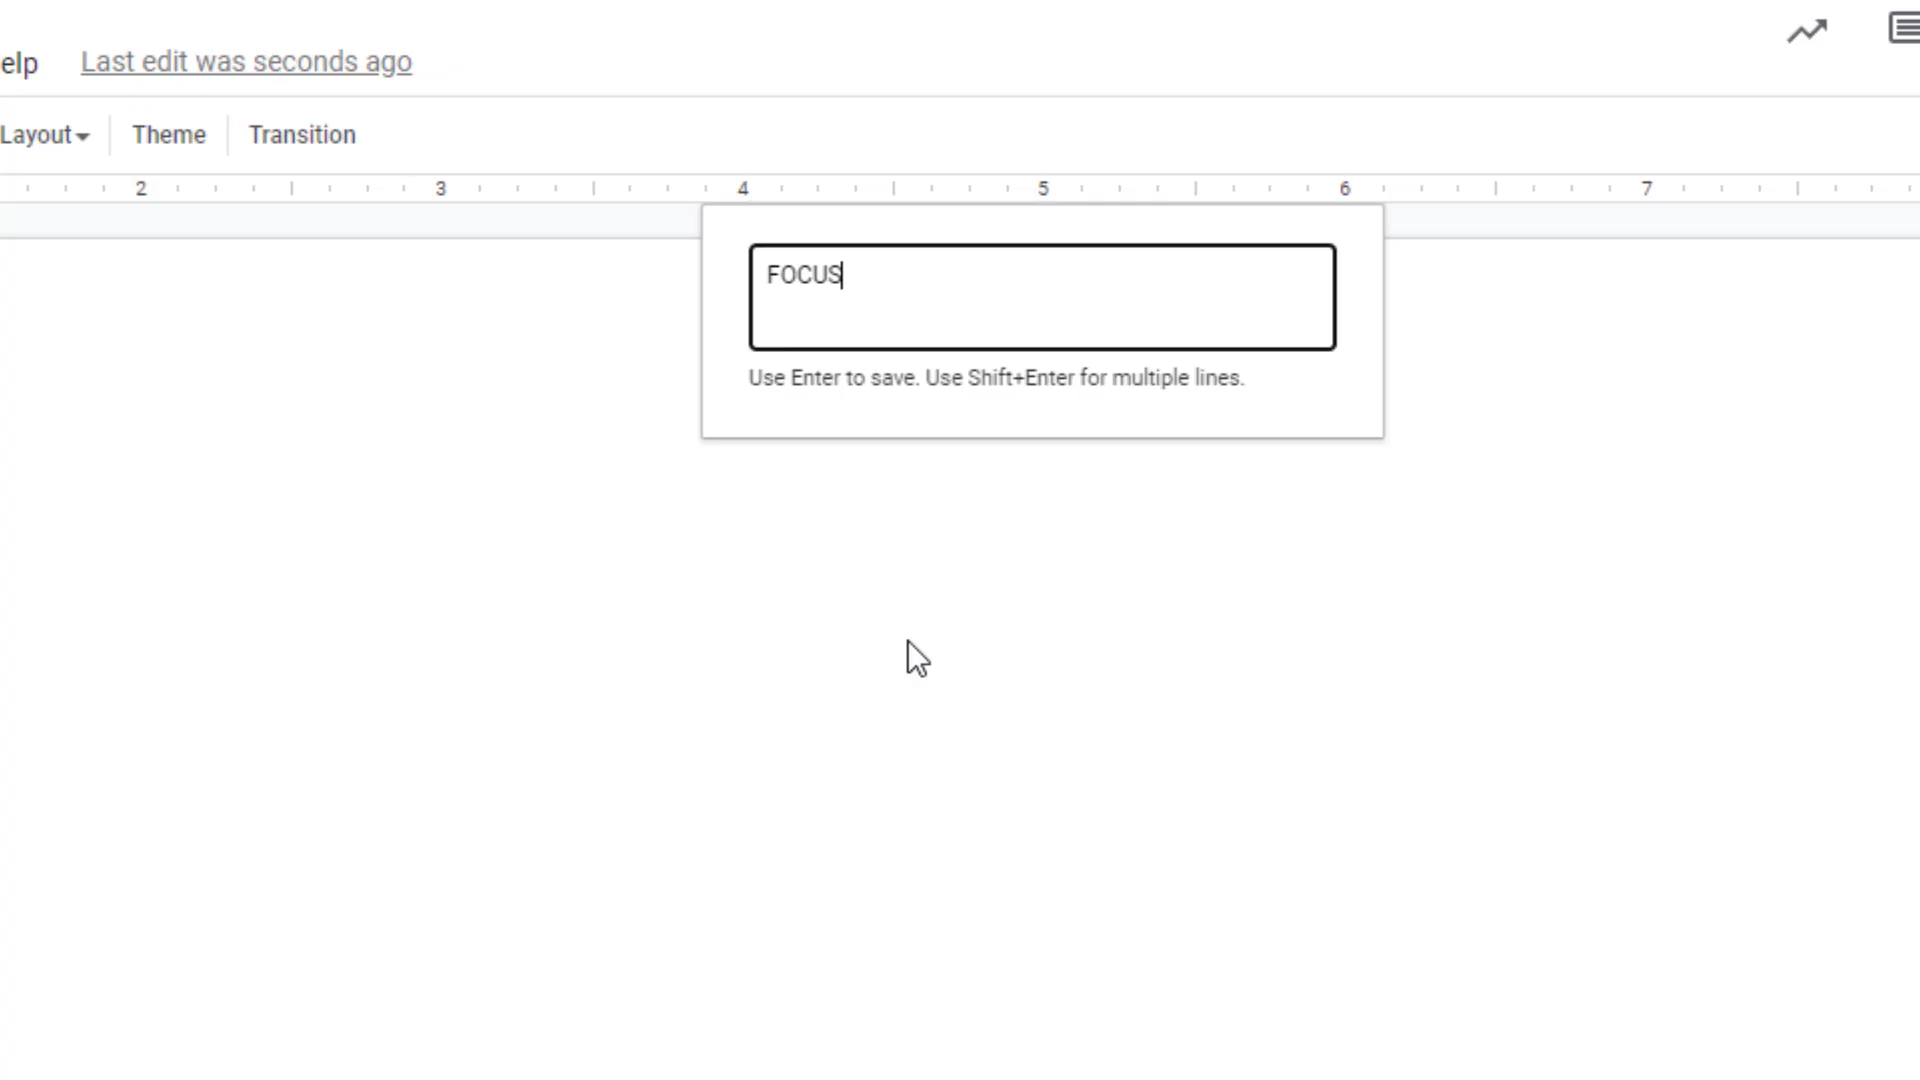 elp Last edit was seconds ago
Layout Theme Transition
2 3 4 5 6 7
FOCUS
Use Enter to save. Use Shift+Enter for multiple lines.